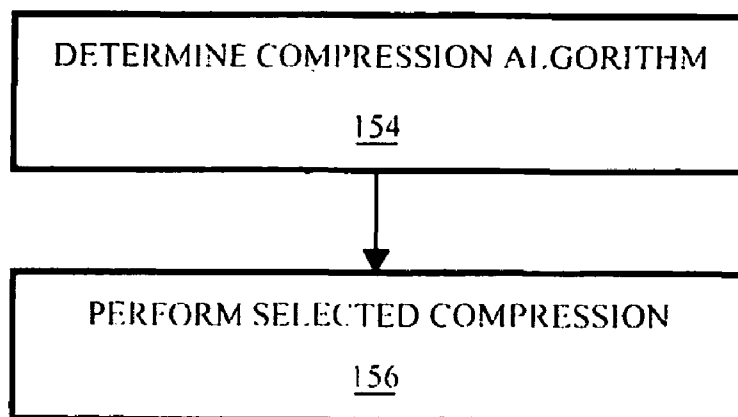 DETERMINE COMPRESSION ALGORITHM
154
PERFORM SELECTED COMPRESSION
156